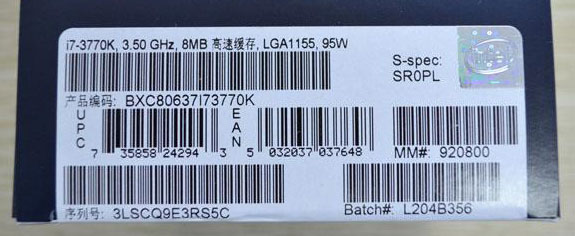 i7-3770K, 3.50 GHz, 8MB 高速缓存, LGA1155, 95W
S-spec:
SR0PL
产品编码: BXC80637I73770K
UPC
7 35858 24294 3
EAN
5 032037 037648
MM#: 920800
序列号: 3LSCQ9E3RS5C
Batch#: L204B356